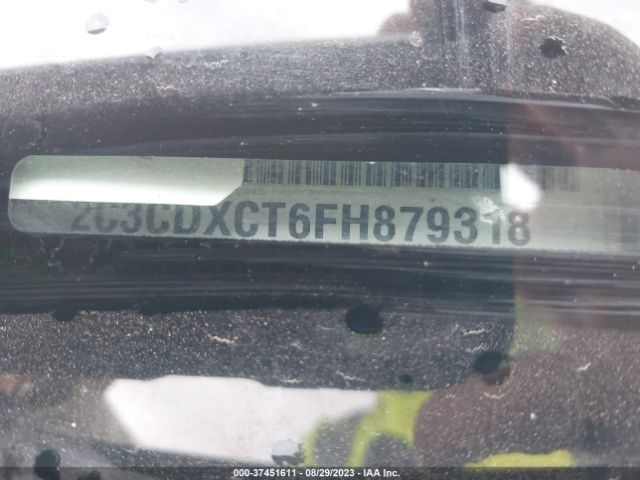 2C3CDXCT6FH879318
000-37451611 - 08/29/2023 - IAA Inc.